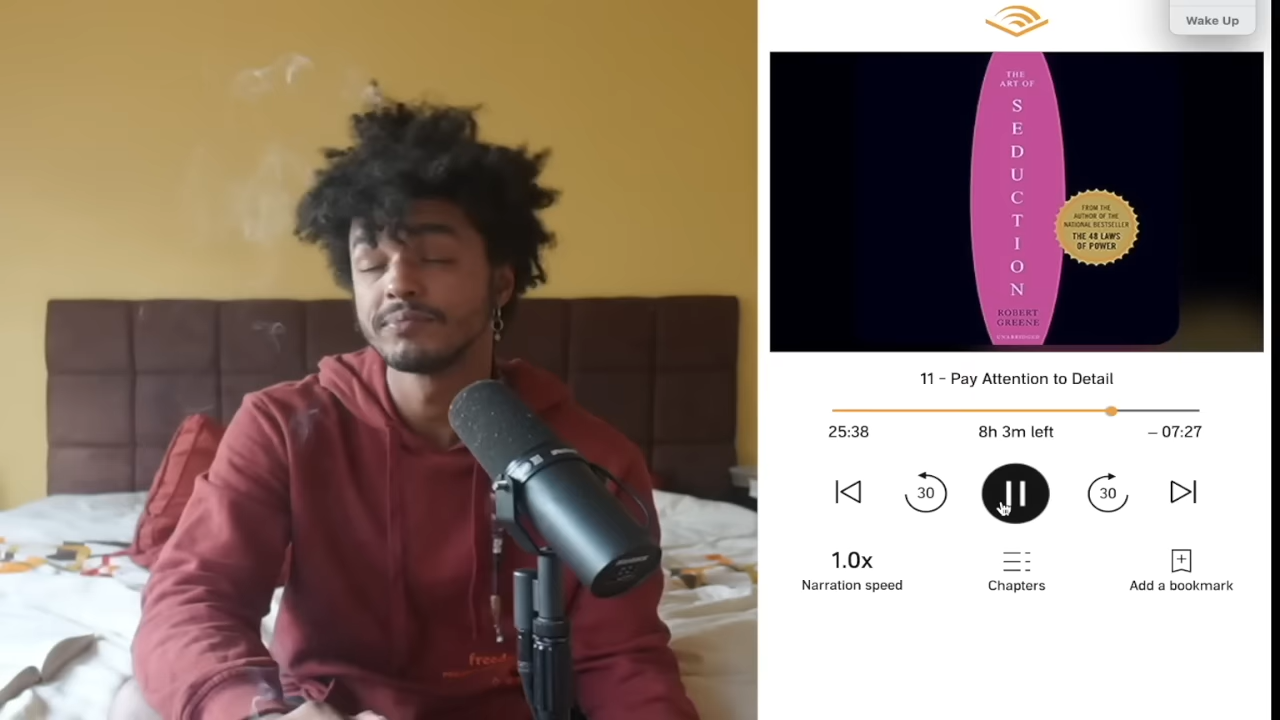 Wake Up
THE
ART OF
SEDUCTION
ROBERT
GREENE
UNABRIDGED
FROM THE
AUTHOR OF THE
NATIONAL BESTSELLER
THE 48 LAWS
OF POWER
11 - Pay Attention to Detail
25:38
8h 3m left
– 07:27
30
30
1.0x
Narration speed
Chapters
Add a bookmark